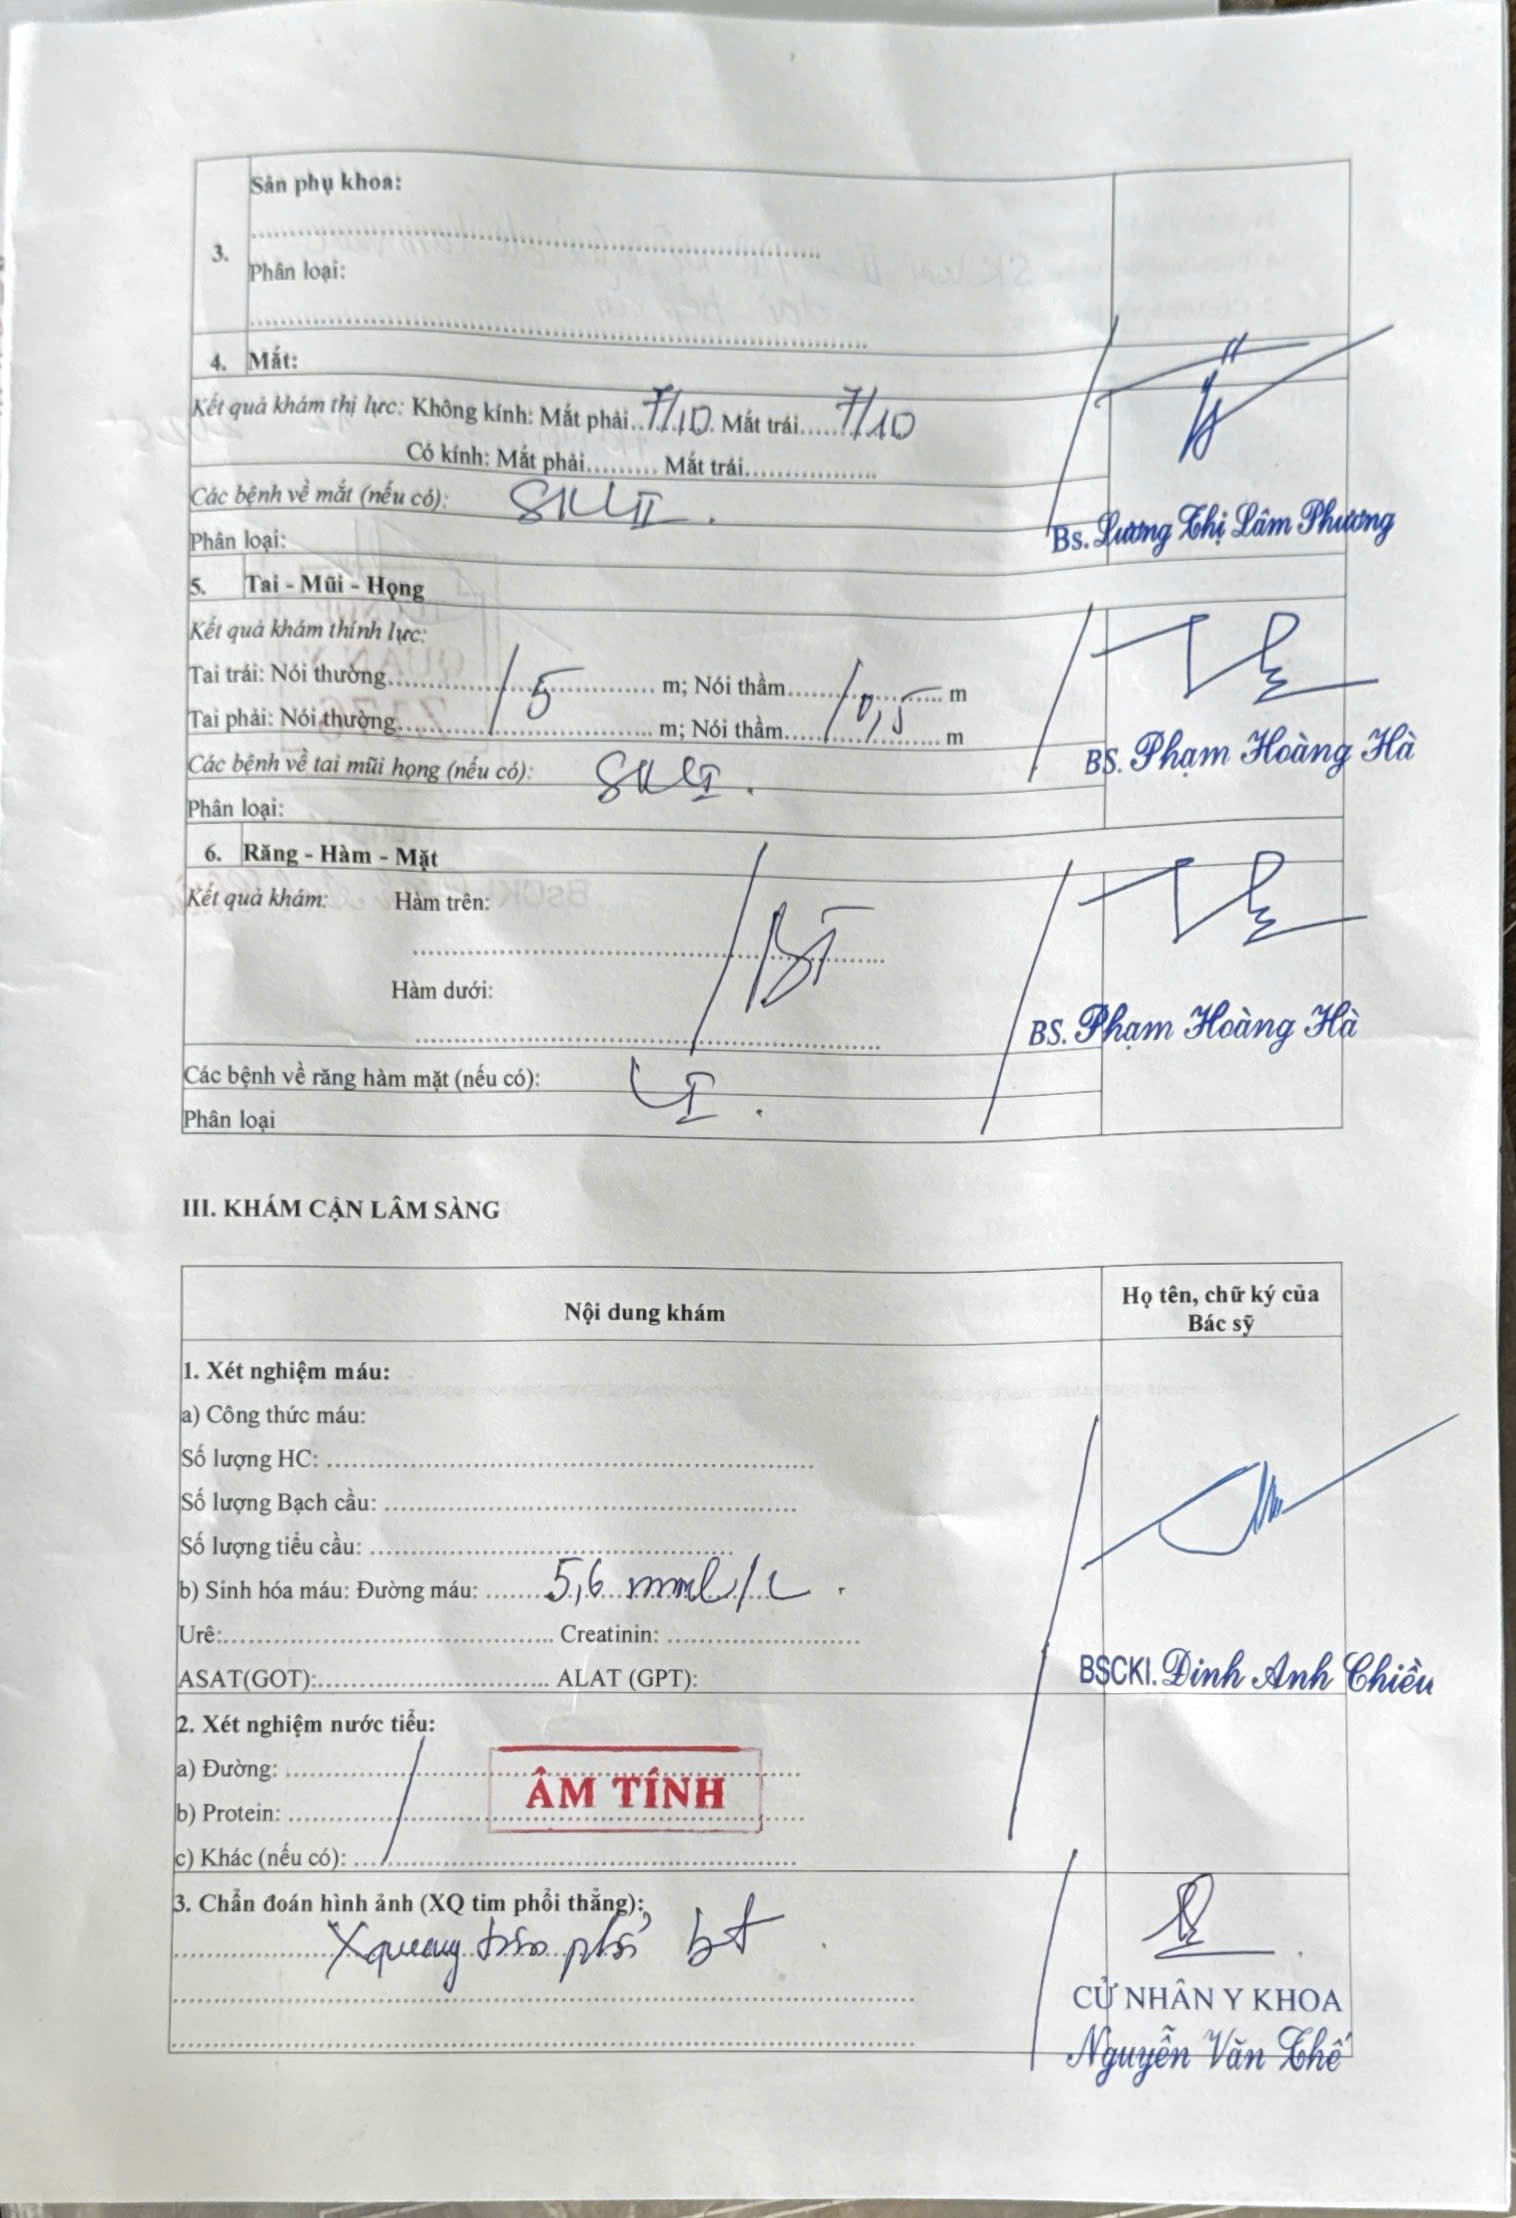 Sản phụ khoa:
3.
Phân loại:
4. Mắt:
Kết quả khám thị lực: Không kính: Mắt phải..7/10. Mắt trái.....7/10
Có kính: Mắt phải......... Mắt trái..................
Các bệnh về mắt (nếu có): SKLII.
Phân loại:
Bs. Lương Thị Lâm Phương
5. Tai - Mũi - Họng
Kết quả khám thính lực:
Tai trái: Nói thường.........../5............ m; Nói thầm......./0,5.... m
Tai phải: Nói thường.......... m; Nói thầm.......... m
Các bệnh về tai mũi họng (nếu có): SKLI.
Phân loại:
BS. Phạm Hoàng Hà
6. Răng - Hàm - Mặt
Kết quả khám: Hàm trên:
BT
Hàm dưới:
BS. Phạm Hoàng Hà
Các bệnh về răng hàm mặt (nếu có): LI.
Phân loại
III. KHÁM CẬN LÂM SÀNG
Nội dung khám
Họ tên, chữ ký của
Bác sỹ
1. Xét nghiệm máu:
a) Công thức máu:
Số lượng HC: ..........
Số lượng Bạch cầu: ..........
Số lượng tiểu cầu: ..........
b) Sinh hóa máu: Đường máu: ....... 5,6 mmol/L.
Urê:.......... Creatinin: ..........
ASAT(GOT):.......... ALAT (GPT):
BSCKI. Đinh Anh Chiều
2. Xét nghiệm nước tiểu:
a) Đường: ..........
ÂM TÍNH
b) Protein: ..........
c) Khác (nếu có): ..........
3. Chẩn đoán hình ảnh (XQ tim phổi thẳng):
Xquang tim phổi bt
CỬ NHÂN Y KHOA
Nguyễn Văn Thế